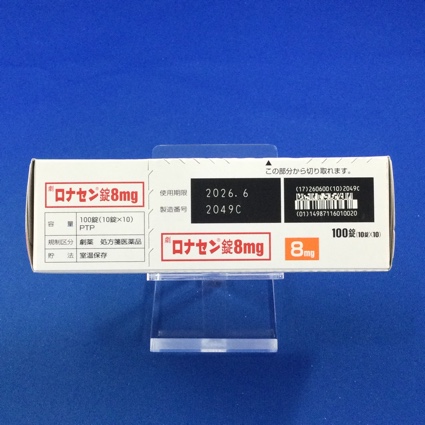 ロナセン®錠8mg
容量 100錠(10錠×10) PTP
規制区分 劇薬 処方箋医薬品
貯法 室温保存
▲
この部分から切り取れます。
使用期限 2026.6
製造番号 2049C
(17)260600(10)2049C
(01)14987116010020
ロナセン®錠8mg
8mg
100錠(10錠×10)